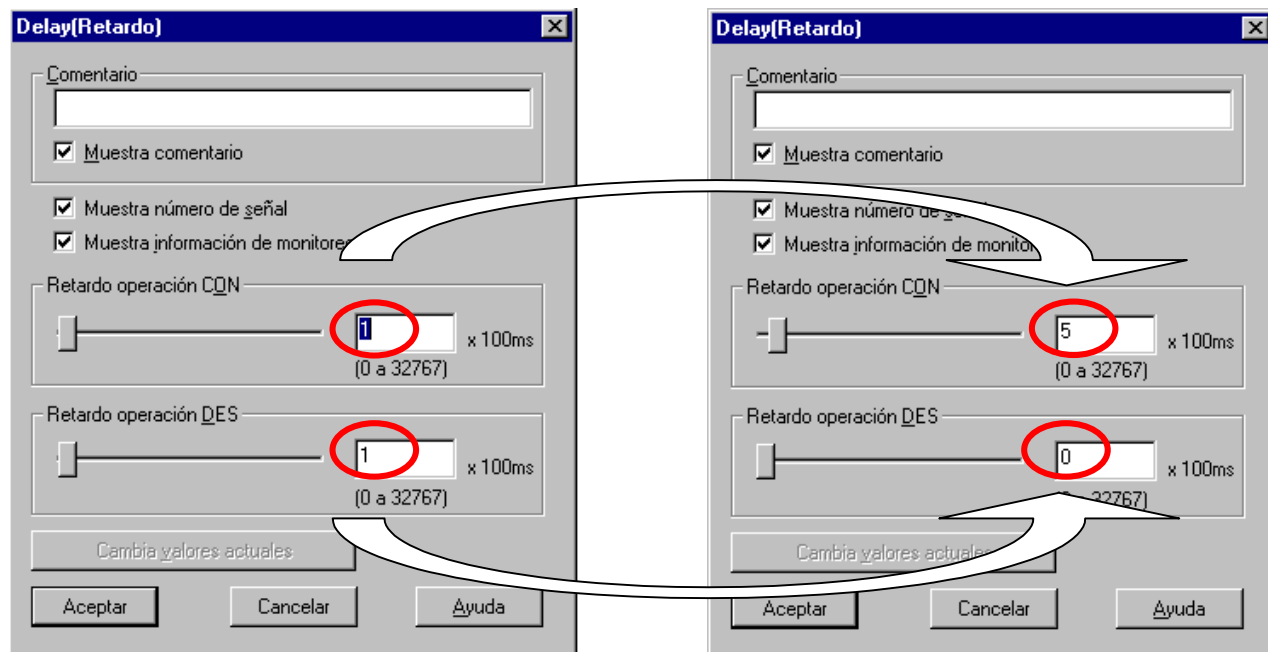 Delay(Retardo)
Comentario
Muestra comentario
Muestra número de señal
Muestra información de
Retardo operación CON
1
x 100ms
(0 a 32767)
Retardo operación DES
1
x 100ms
(0 a 32767)
Cambia valores actuales
Aceptar
Cancelar
Ayuda
Delay(Retardo)
Comentario
Muestra comentario
Muestra número de
Muestra información de
Retardo operación CON
5
x 100ms
(0 a 32767)
Retardo operación DES
0
x 100ms
32767)
Cambia valores actuales
Aceptar
Cancelar
Ayuda